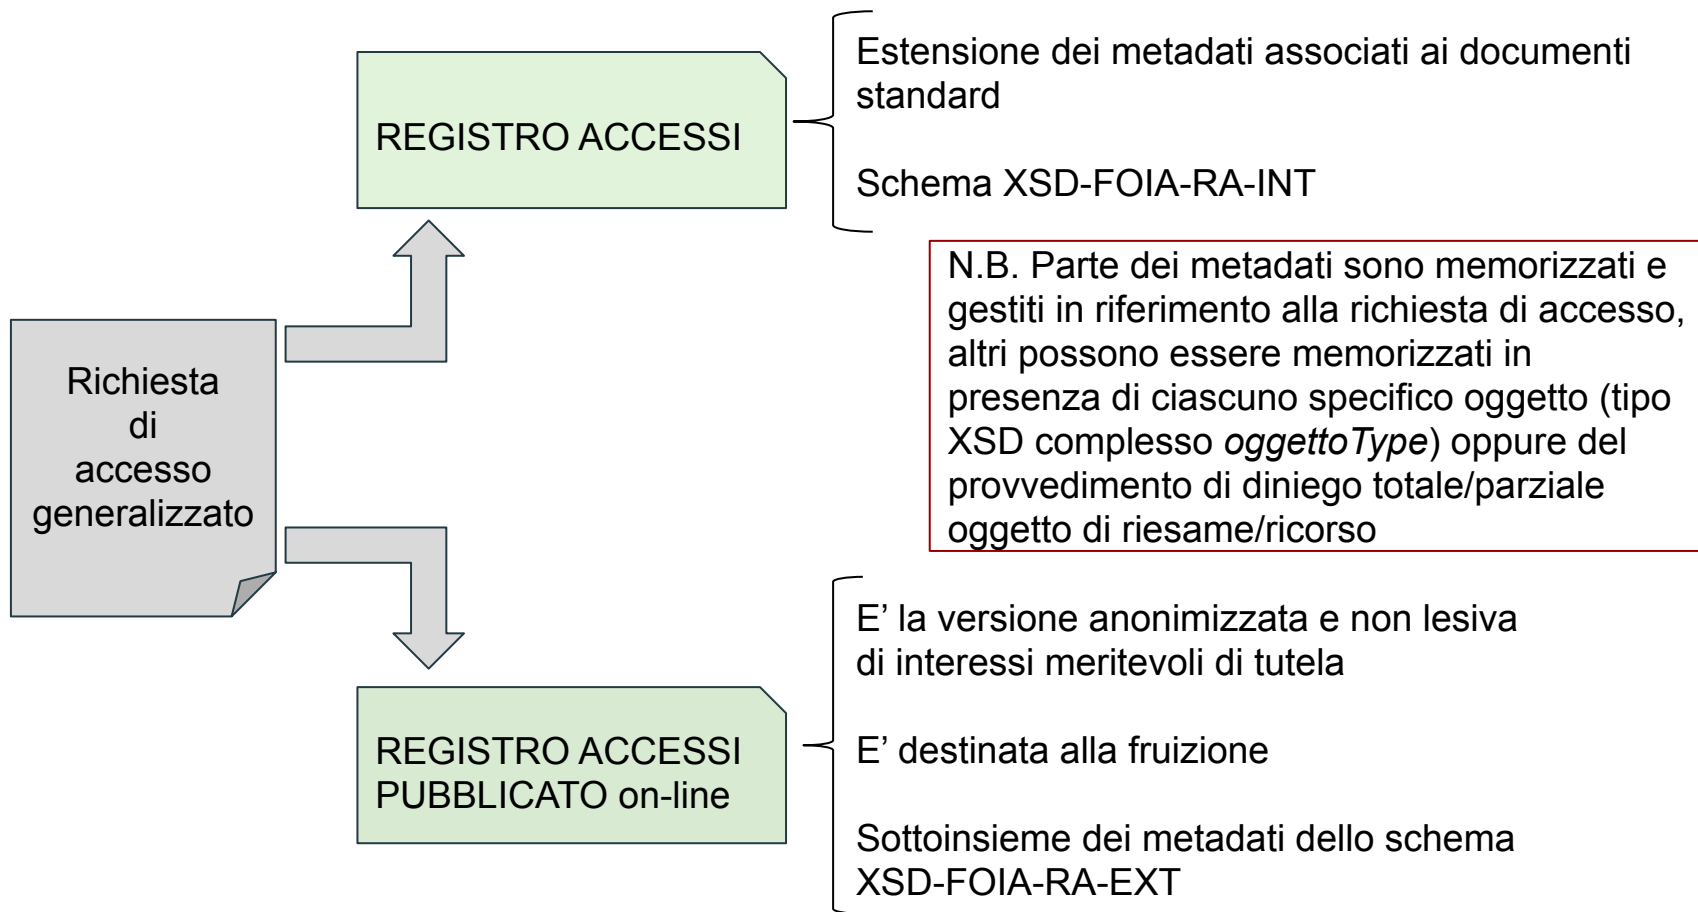 REGISTRO ACCESSI
Estensione dei metadati associati ai documenti
standard
Schema XSD-FOIA-RA-INT
N.B. Parte dei metadati sono memorizzati e
gestiti in riferimento alla richiesta di accesso,
altri possono essere memorizzati in
presenza di ciascuno specifico oggetto (tipo
XSD complesso oggettoType) oppure del
provvedimento di diniego totale/parziale
oggetto di riesame/ricorso
Richiesta
di
accesso
generalizzato
REGISTRO ACCESSI
PUBBLICATO on-line
E’ la versione anonimizzata e non lesiva
di interessi meritevoli di tutela
E’ destinata alla fruizione
Sottoinsieme dei metadati dello schema
XSD-FOIA-RA-EXT